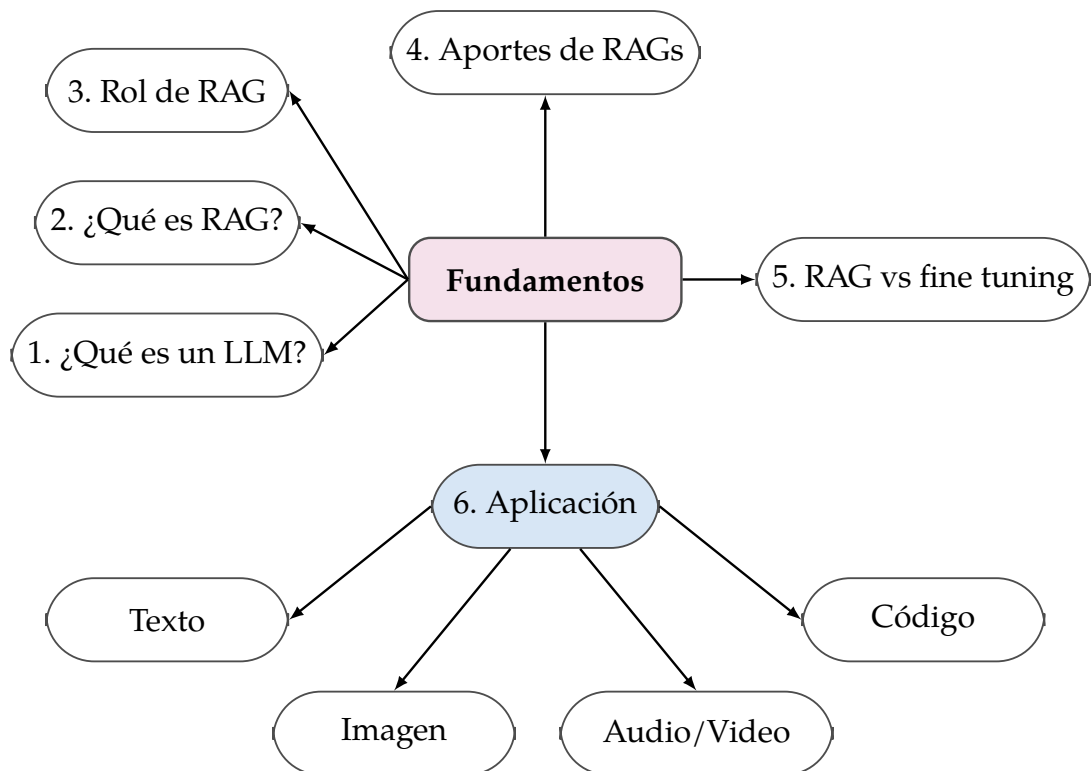 4. Aportes de RAGs
3. Rol de RAG
2. ¿Qué es RAG?
Fundamentos
5. RAG vs fine tuning
1. ¿Qué es un LLM?
6. Aplicación
Texto
Código
Imagen
Audio/Video